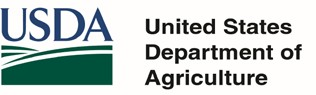 USDA
United States
Department of
Agriculture